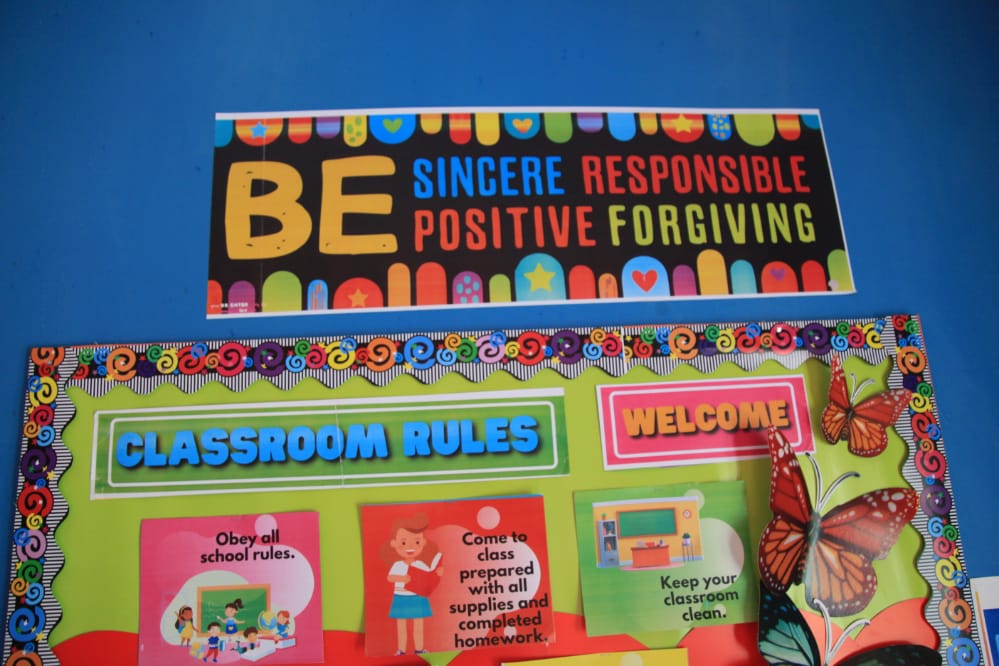 BE SINCERE RESPONSIBLE
POSITIVE FORGIVING
CLASSROOM RULES
WELCOME
Obey all
school rules.
Come to
class
prepared
with all
supplies and
completed
homework.
Keep your
classroom
clean.